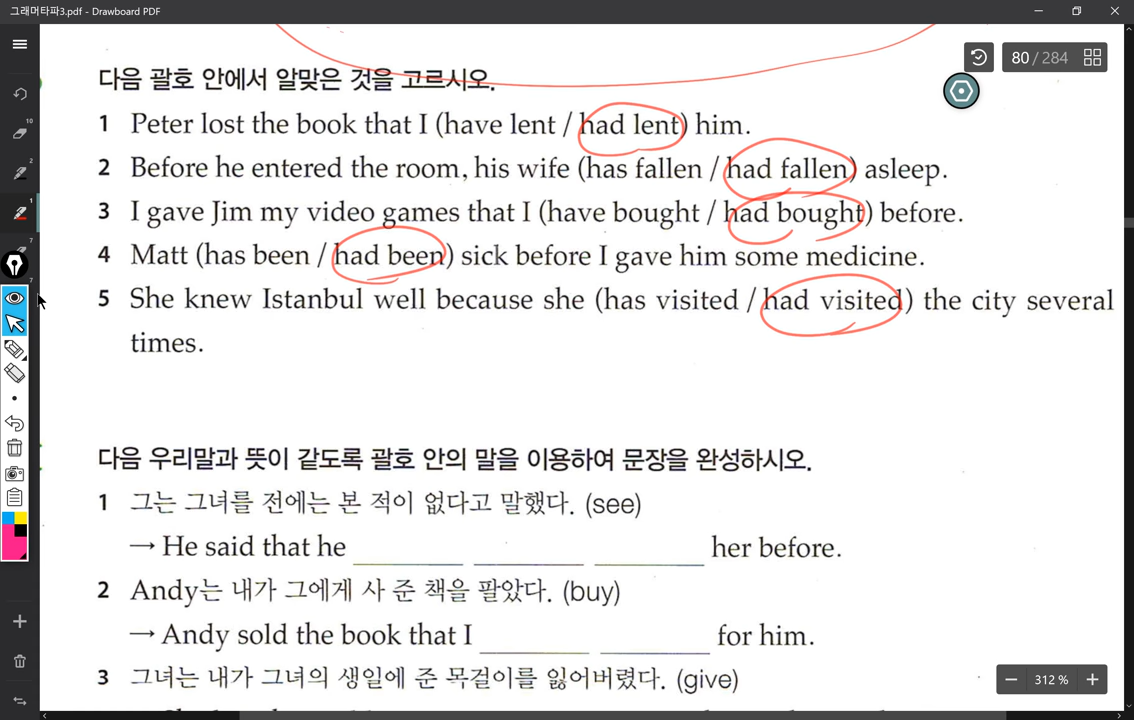 그래머타파3.pdf - Drawboard PDF
80 / 284
다음 괄호 안에서 알맞은 것을 고르시오.
1 Peter lost the book that I (have lent / had lent) him.
2 Before he entered the room, his wife (has fallen / had fallen) asleep.
3 I gave Jim my video games that I (have bought / had bought) before.
4 Matt (has been / had been) sick before I gave him some medicine.
5 She knew Istanbul well because she (has visited / had visited) the city several
times.
다음 우리말과 뜻이 같도록 괄호 안의 말을 이용하여 문장을 완성하시오.
1 그는 그녀를 전에는 본 적이 없다고 말했다. (see)
→ He said that he ______ ______ ______ her before.
2 Andy는 내가 그에게 사 준 책을 팔았다. (buy)
→ Andy sold the book that I ______ ______ for him.
3 그녀는 내가 그녀의 생일에 준 목걸이를 잃어버렸다. (give)
10
2
1
7
7
312 %